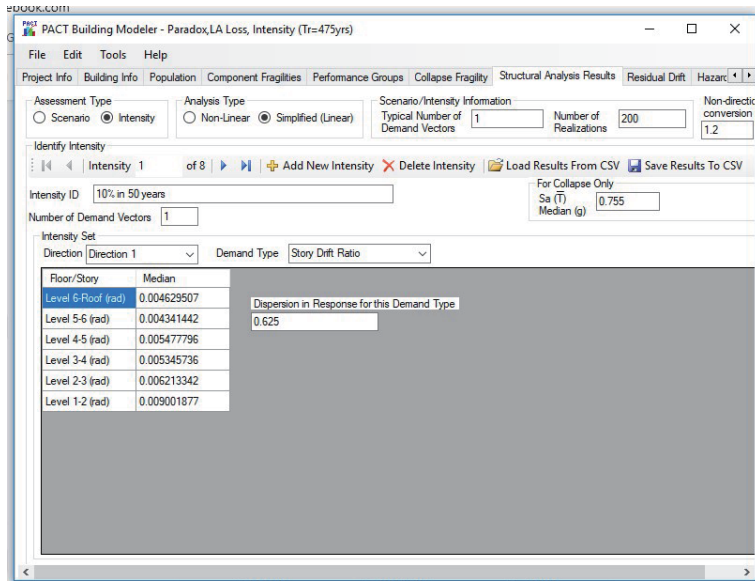 ebook.com
PACT Building Modeler - Paradox,LA Loss, Intensity (Tr=475yrs)
File Edit Tools Help
Project Info Building Info Population Component Fragilities Performance Groups Collapse Fragility Structural Analysis Results Residual Drift Hazard
Assessment Type
Scenario Intensity
Analysis Type
Non-Linear Simplified (Linear)
Scenario/Intensity Information
Typical Number of Demand Vectors 1
Number of Realizations 200
Non-directio
conversion
1.2
Identify Intensity
Intensity 1 of 8 Add New Intensity Delete Intensity Load Results From CSV Save Results To CSV
Intensity ID 10% in 50 years
For Collapse Only
Sa (T)
Median (g) 0.755
Number of Demand Vectors 1
Intensity Set
Direction Direction 1 Demand Type Story Drift Ratio
Floor/Story Median
Level 6-Roof (rad) 0.004629507
Level 5-6 (rad) 0.004341442
Level 4-5 (rad) 0.005477796
Level 3-4 (rad) 0.005345736
Level 2-3 (rad) 0.006213342
Level 1-2 (rad) 0.009001877
Dispersion in Response for this Demand Type
0.625